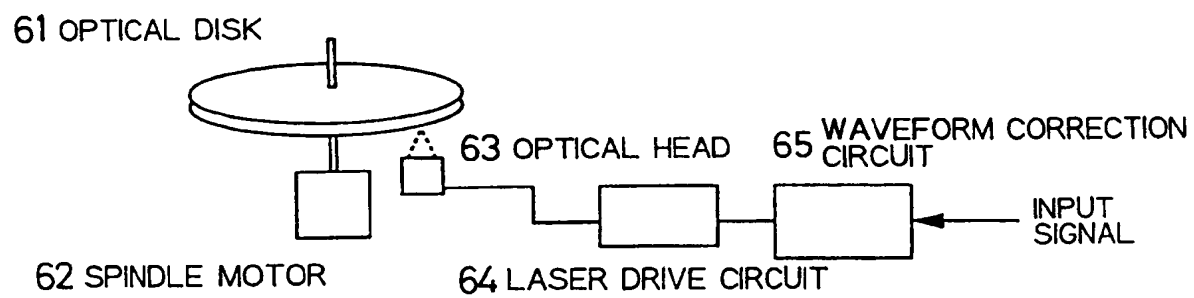 61 OPTICAL DISK
63 OPTICAL HEAD
65 WAVEFORM CORRECTION
CIRCUIT
INPUT
SIGNAL
62 SPINDLE MOTOR
64 LASER DRIVE CIRCUIT